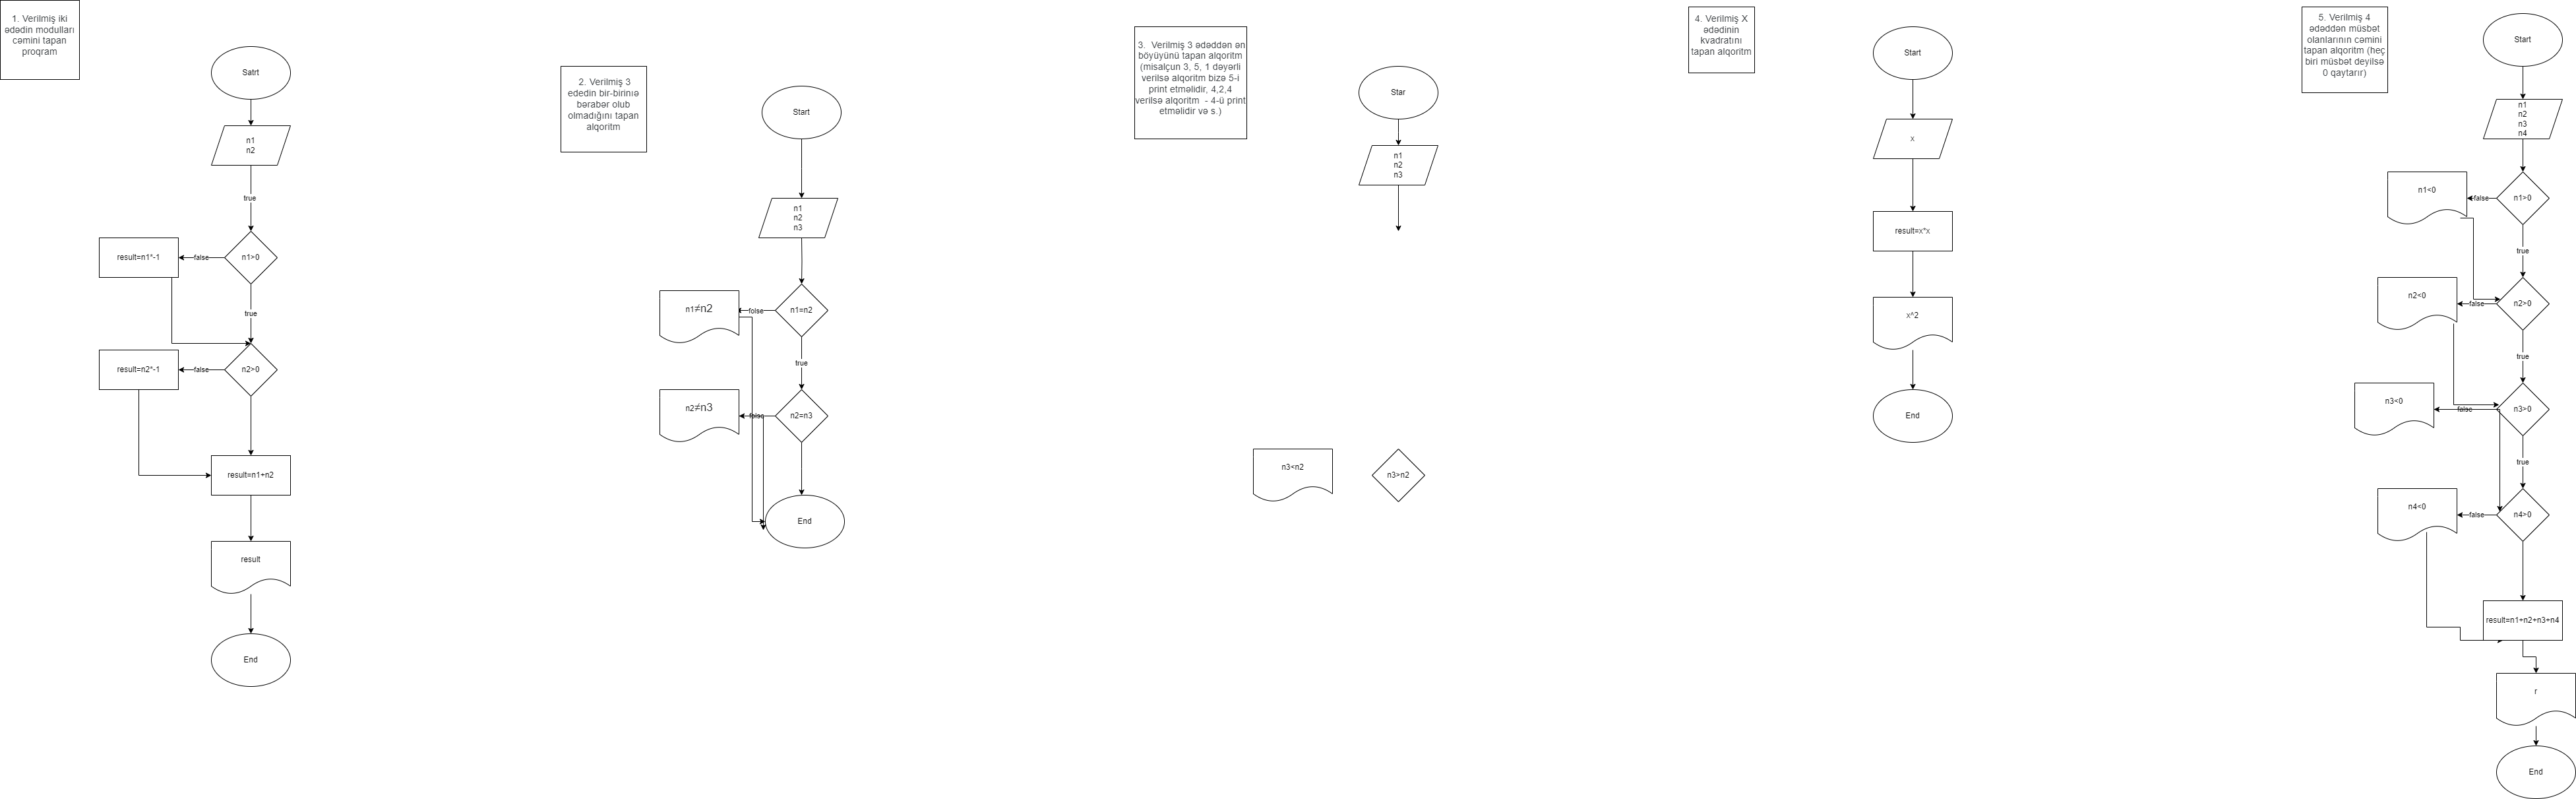 1. Verilmiş iki
ədədin modulları
cəmini tapan
proqram
Satrt
n1
n2
true
n1>0
false
result=n1*-1
true
n2>0
false
result=n2*-1
result=n1+n2
result
End
2. Verilmiş 3
ededin bir-birinıə
bərabər olub
olmadığını tapan
alqoritm
Start
n1
n2
n3
n1=n2
folse
n1≠n2
true
n2=n3
folse
n2≠n3
End
3. Verilmiş 3 ədəddən ən
böyüyünü tapan alqoritm
(misalçun 3, 5, 1 dəyərli
verilsə alqoritm bizə 5-i
print etməlidir, 4,2,4
verilsə alqoritm - 4-ü print
etməlidir və s.)
Star
n1
n2
n3
n3<n2
n3>n2
4. Verilmiş X
ədədinin
kvadratını
tapan alqoritm
Start
x
result=x*x
x^2
End
5. Verilmiş 4
ədəddən müsbət
olanlarının cəmini
tapan alqoritm (heç
biri müsbət deyilsə
0 qaytarır)
Start
n1
n2
n3
n4
n1>0
false
n1<0
true
n2>0
false
n2<0
true
n3>0
false
n3<0
true
n4>0
false
n4<0
result=n1+n2+n3+n4
r
End